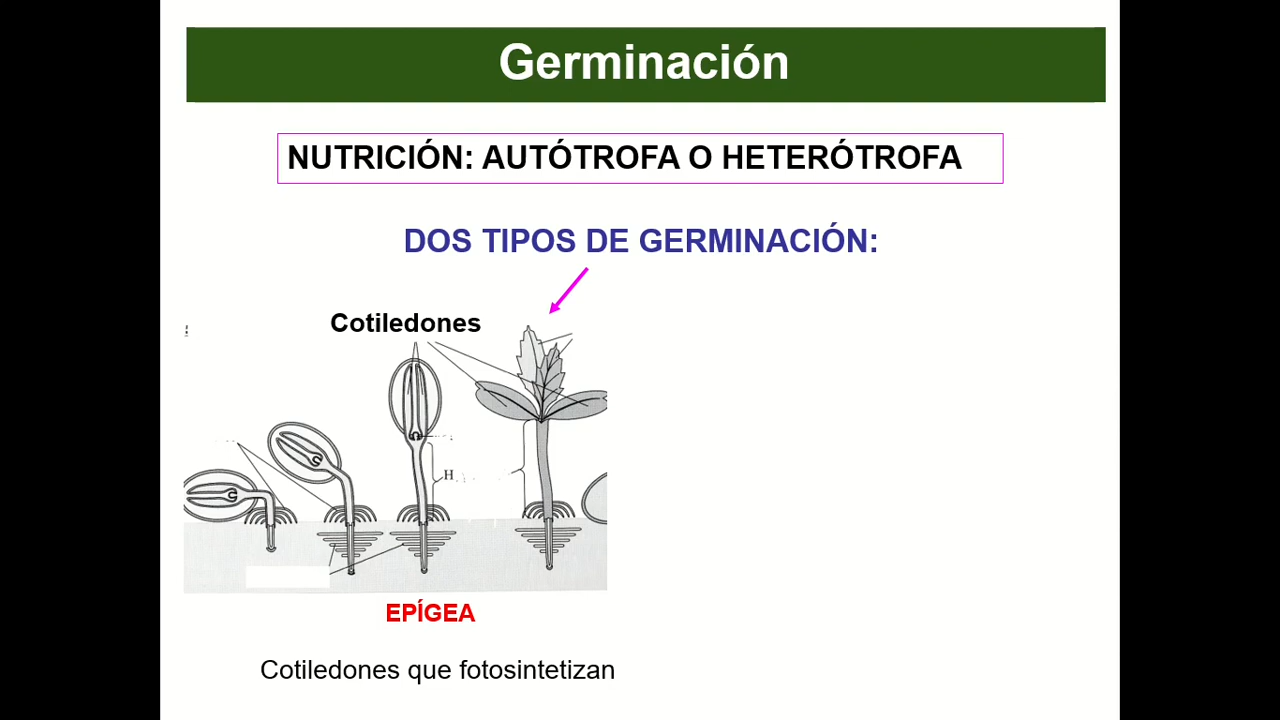 Germinación
NUTRICIÓN: AUTÓTROFA O HETERÓTROFA
DOS TIPOS DE GERMINACIÓN:
Cotiledones
H
EPÍGEA
Cotiledones que fotosintetizan